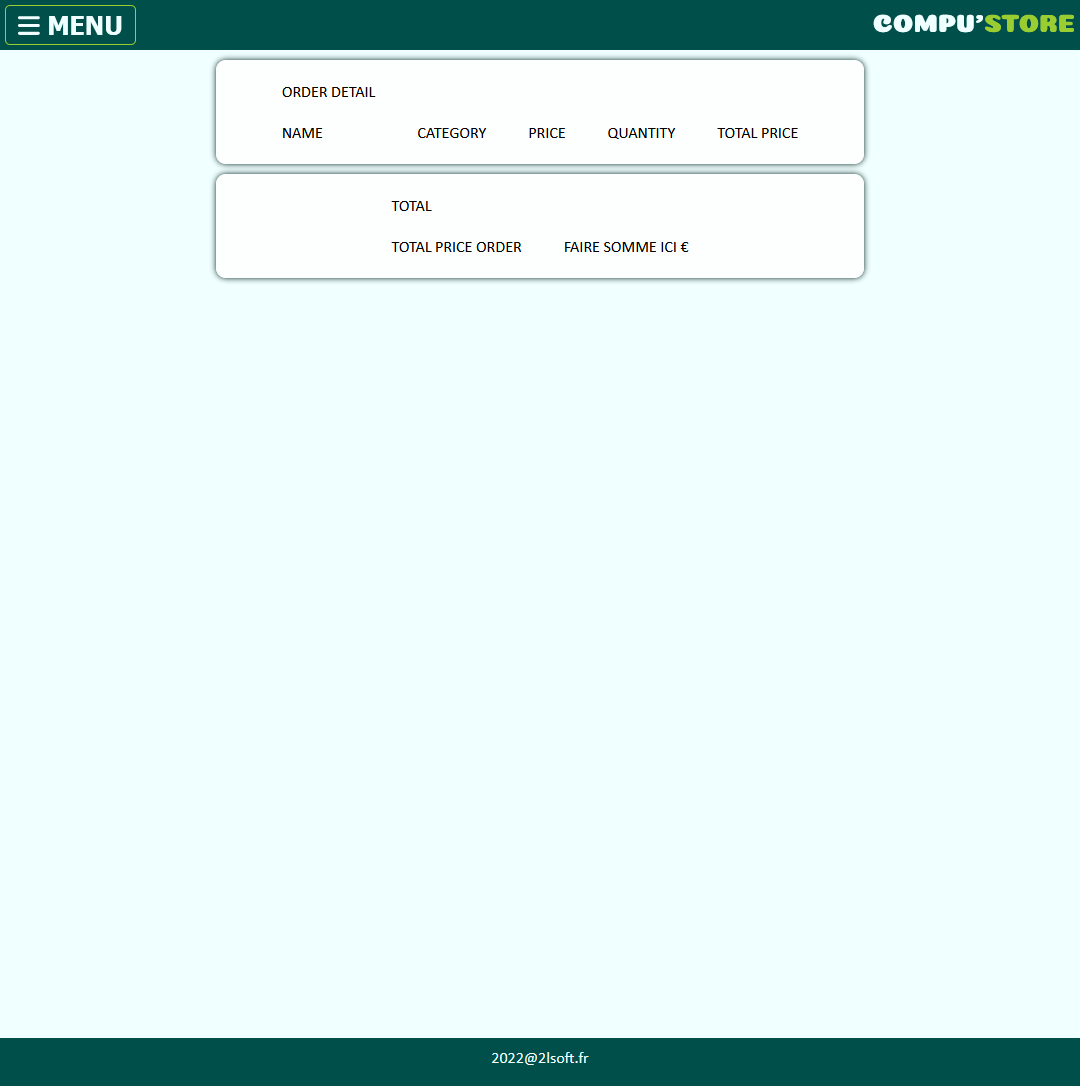 MENU
COMPU'STORE
ORDER DETAIL
NAME CATEGORY PRICE QUANTITY TOTAL PRICE
TOTAL
TOTAL PRICE ORDER FAIRE SOMME ICI €
2022@2lsoft.fr